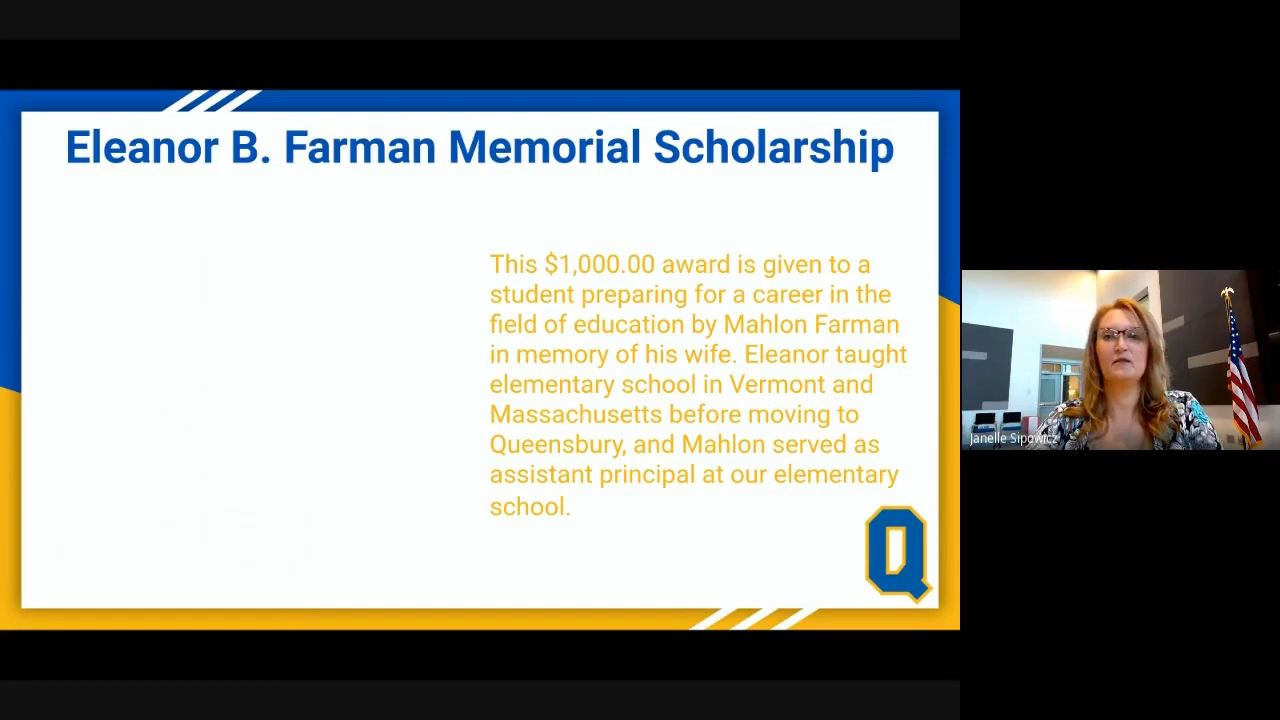 Eleanor B. Farman Memorial Scholarship
This $1,000.00 award is given to a
student preparing for a career in the
field of education by Mahlon Farman
in memory of his wife. Eleanor taught
elementary school in Vermont and
Massachusetts before moving to
Queensbury, and Mahlon served as
assistant principal at our elementary
school.
Q
Janelle Sipowicz